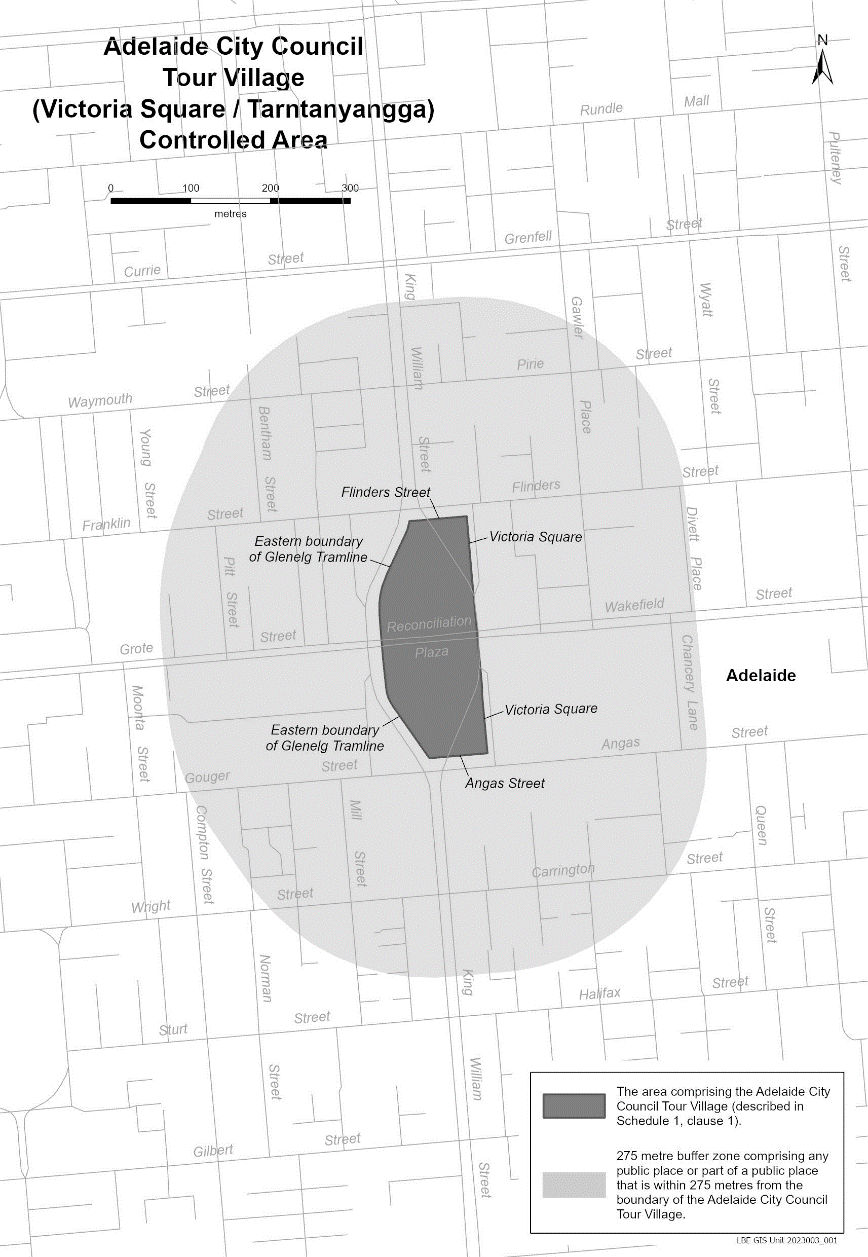 Adelaide City Council
Tour Village
(Victoria Square / Tarntanyangga)
Controlled Area
N
0 100 200 300
metres
Rundle Mall
Pulteney
Street
Grenfell Street
Currie Street
King
William
Street
Gawler
Place
Wyatt
Street
Pirie Street
Waymouth Street
Young
Street
Bentham
Street
Flinders Street
Flinders Street
Franklin Street
Victoria Square
Eastern boundary
of Glenelg Tramline
Pitt
Street
Divett
Place
Wakefield Street
Reconciliation
Plaza
Grote Street
Chancery Lane
Adelaide
Moonta
Street
Victoria Square
Eastern boundary
of Glenelg Tramline
Angas Street
Gouger Street
Angas Street
Compton Street
Mill
Street
Queen
Street
Carrington Street
Wright Street
Norman
Street
King
William
Street
Halifax Street
Sturt Street
Gilbert Street
The area comprising the Adelaide City
Council Tour Village (described in
Schedule 1, clause 1).
275 metre buffer zone comprising any
public place or part of a public place
that is within 275 metres from the
boundary of the Adelaide City Council
Tour Village.
LBE GIS Unit 2023003_001